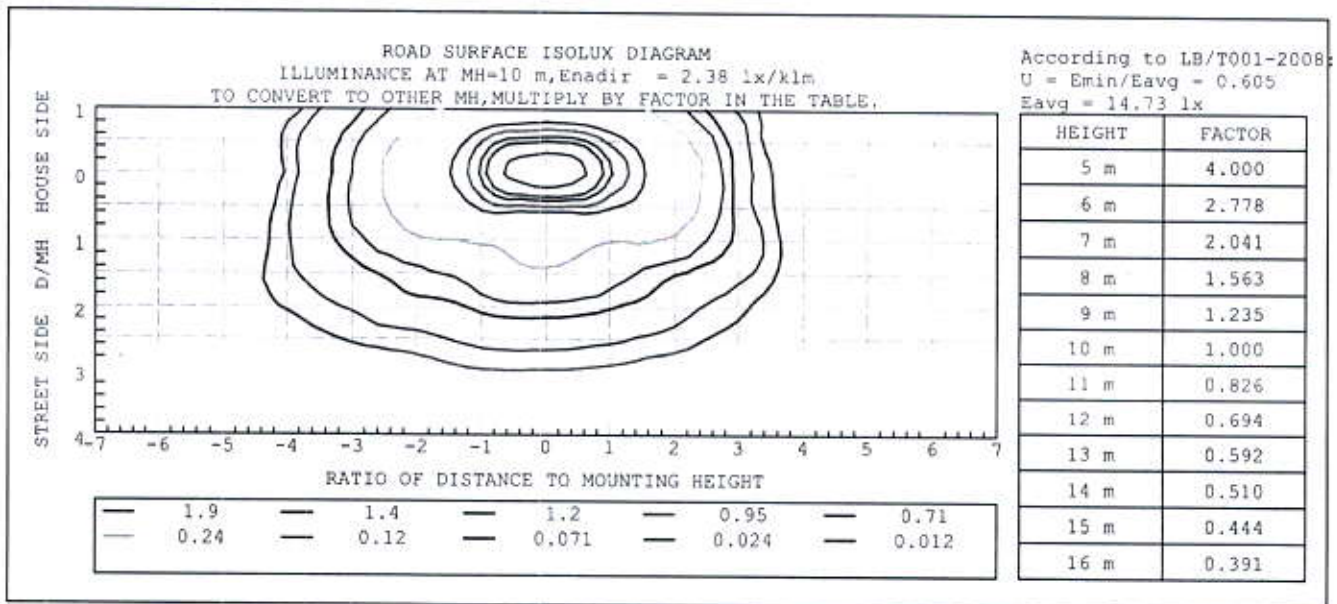 ROAD SURFACE ISOLUX DIAGRAM
ILLUMINANCE AT MH=10 m,Enadir = 2.38 lx/klm
TO CONVERT TO OTHER MH,MULTIPLY BY FACTOR IN THE TABLE.
STREET SIDE D/MH HOUSE SIDE
1
0
1
2
3
4
-7 -6 -5 -4 -3 -2 -1 0 1 2 3 4 5 6 7
RATIO OF DISTANCE TO MOUNTING HEIGHT
1.9 1.4 1.2 0.95 0.71
0.24 0.12 0.071 0.024 0.012
According to LB/T001-2008:
U = Emin/Eavg = 0.605
Eavg = 14.73 lx
HEIGHT FACTOR
5 m 4.000
6 m 2.778
7 m 2.041
8 m 1.563
9 m 1.235
10 m 1.000
11 m 0.826
12 m 0.694
13 m 0.592
14 m 0.510
15 m 0.444
16 m 0.391